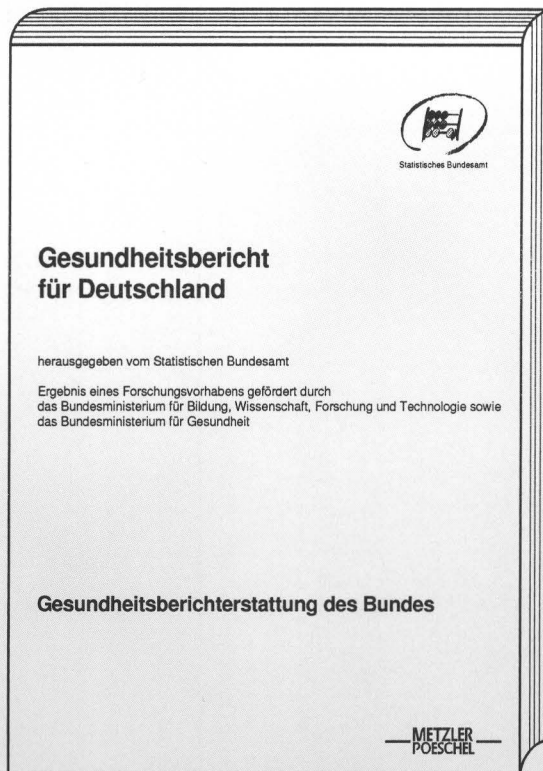 Statistisches Bundesamt
Gesundheitsbericht
für Deutschland
herausgegeben vom Statistischen Bundesamt
Ergebnis eines Forschungsvorhabens gefördert durch
das Bundesministerium für Bildung, Wissenschaft, Forschung und Technologie sowie
das Bundesministerium für Gesundheit
Gesundheitsberichterstattung des Bundes
METZLER
POESCHEL